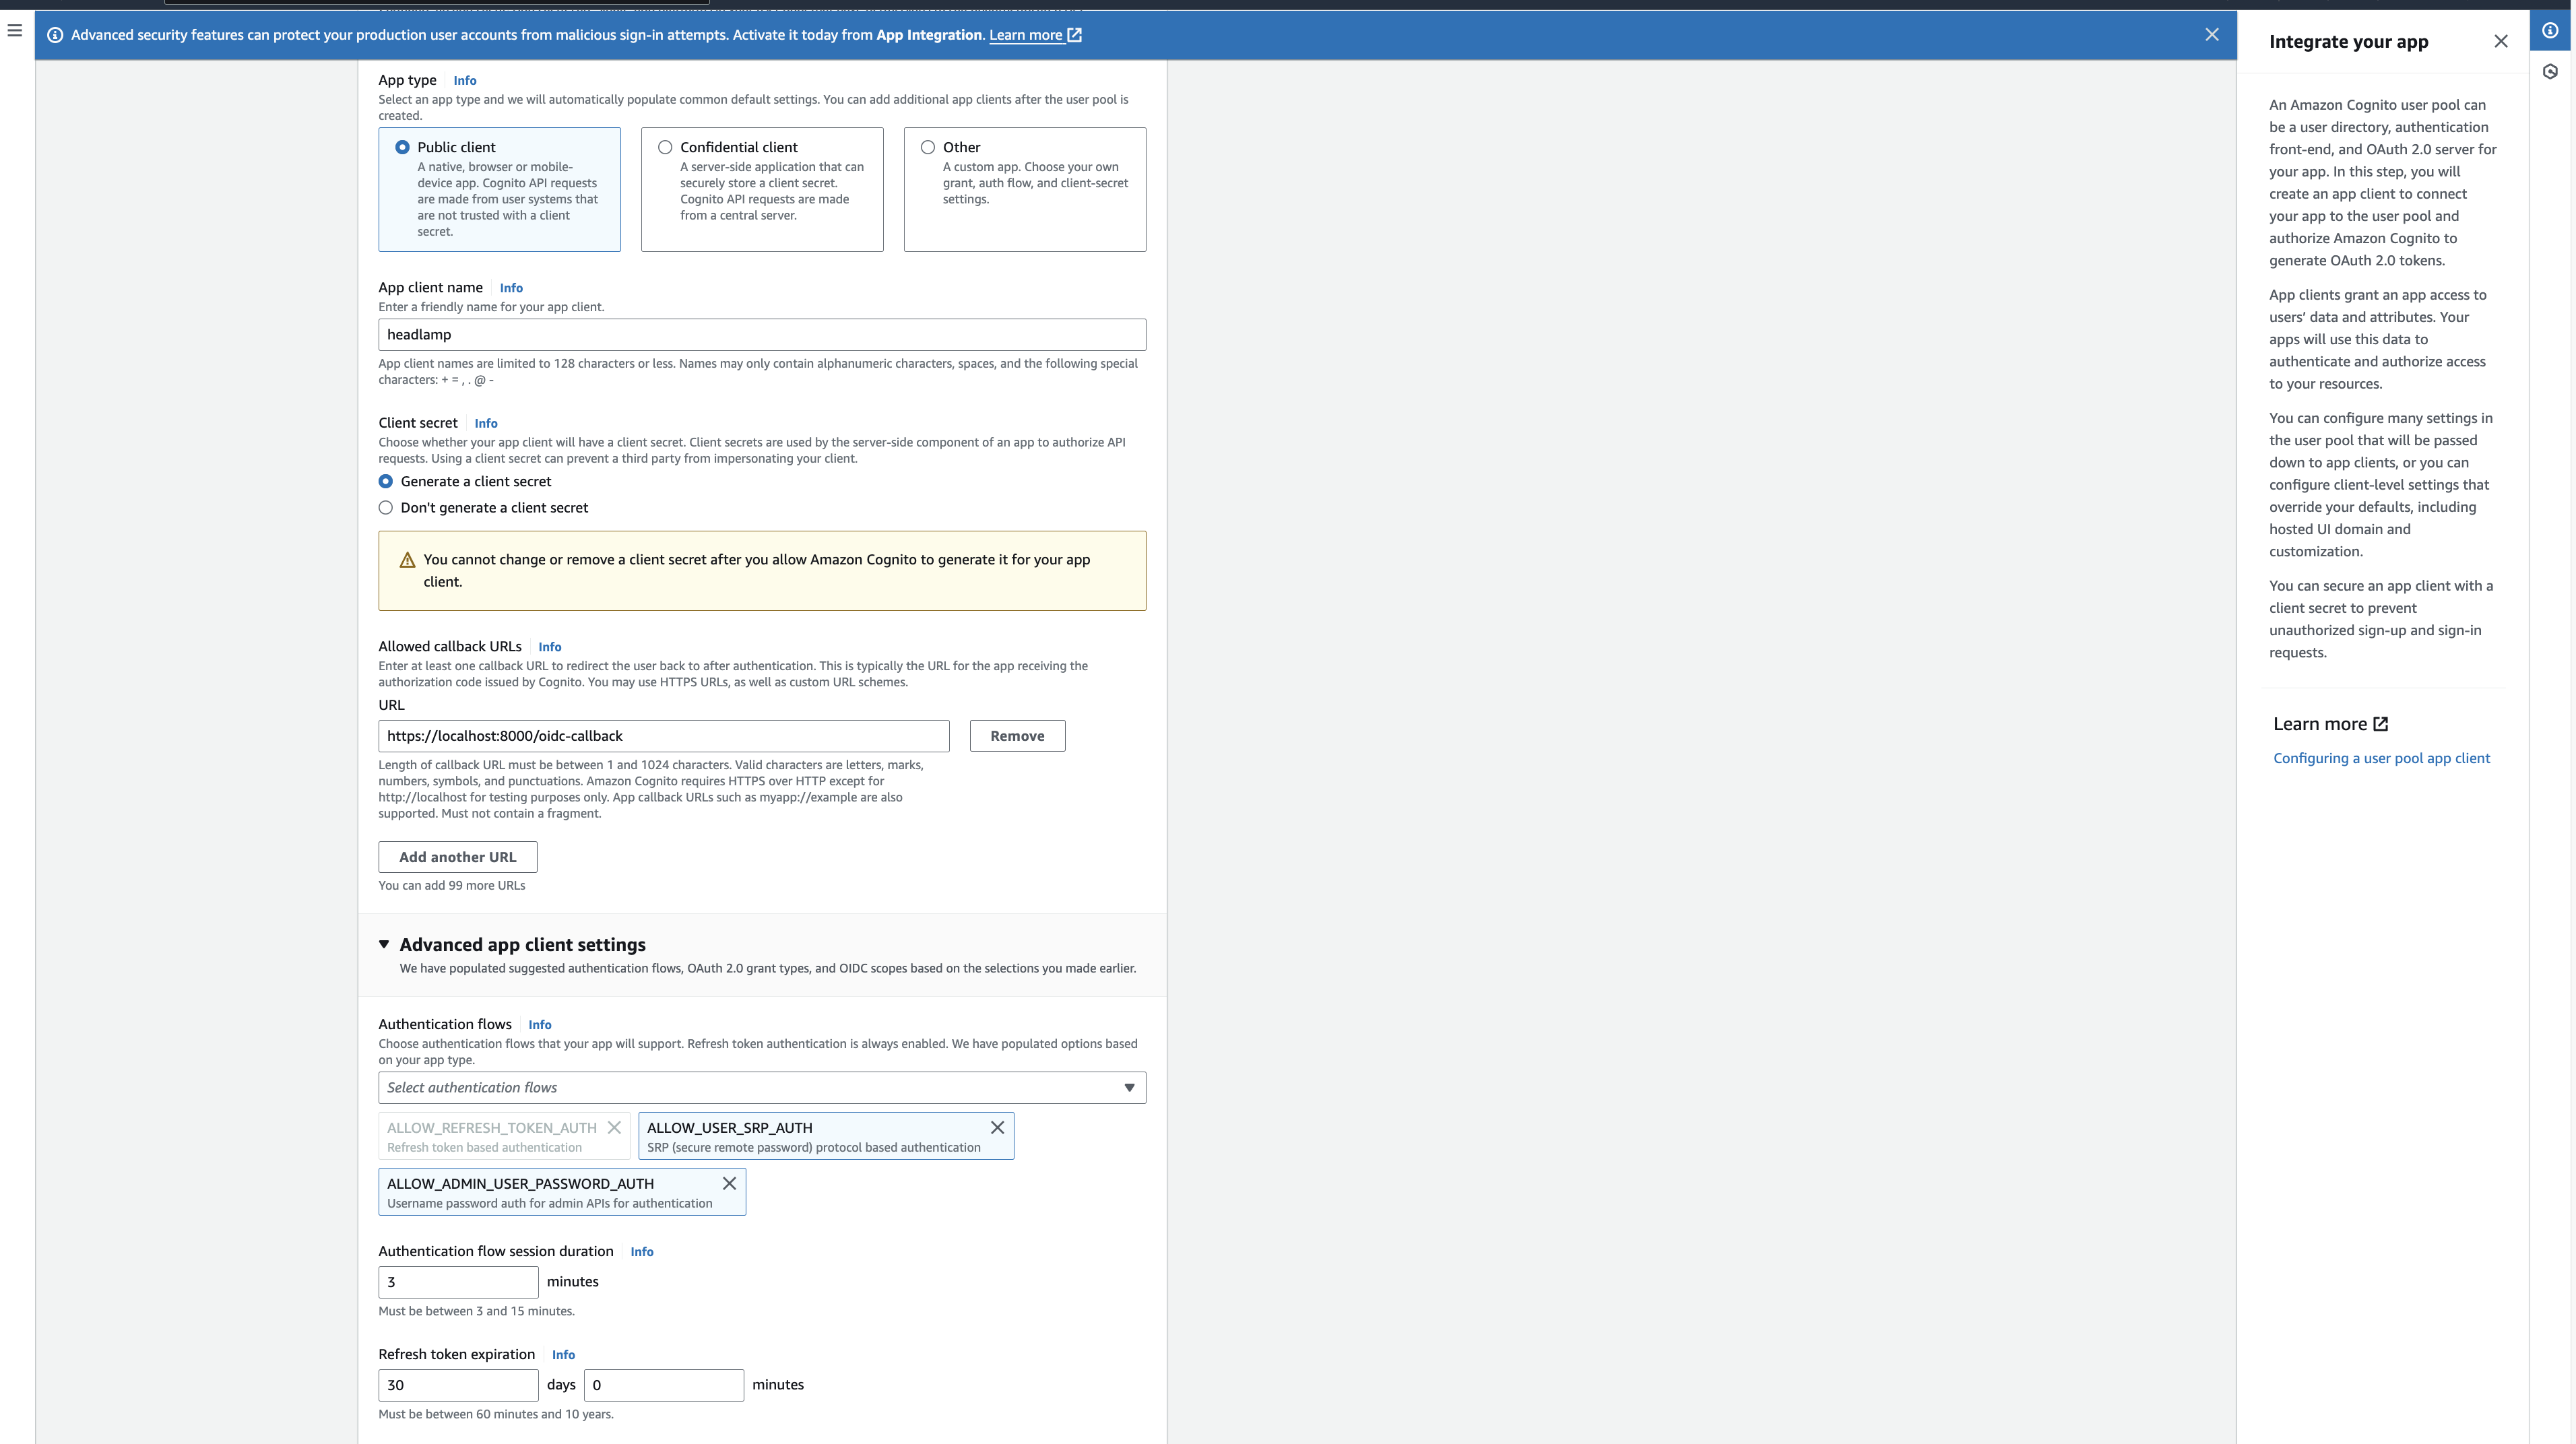 Advanced security features can protect your production user accounts from malicious sign-in attempts. Activate it today from App Integration. Learn more
App type Info
Select an app type and we will automatically populate common default settings. You can add additional app clients after the user pool is
created.
Public client
A native, browser or mobile-
device app. Cognito API requests
are made from user systems that
are not trusted with a client
secret.
Confidential client
A server-side application that can
securely store a client secret.
Cognito API requests are made
from a central server.
Other
A custom app. Choose your own
grant, auth flow, and client-secret
settings.
App client name Info
Enter a friendly name for your app client.
headlamp
App client names are limited to 128 characters or less. Names may only contain alphanumeric characters, spaces, and the following special
characters: + = , . @ -
Client secret Info
Choose whether your app client will have a client secret. Client secrets are used by the server-side component of an app to authorize API
requests. Using a client secret can prevent a third party from impersonating your client.
Generate a client secret
Don't generate a client secret
You cannot change or remove a client secret after you allow Amazon Cognito to generate it for your app
client.
Allowed callback URLs Info
Enter at least one callback URL to redirect the user back to after authentication. This is typically the URL for the app receiving the
authorization code issued by Cognito. You may use HTTPS URLs, as well as custom URL schemes.
URL
https://localhost:8000/oidc-callback
Remove
Length of callback URL must be between 1 and 1024 characters. Valid characters are letters, marks,
numbers, symbols, and punctuations. Amazon Cognito requires HTTPS over HTTP except for
http://localhost for testing purposes only. App callback URLs such as myapp://example are also
supported. Must not contain a fragment.
Add another URL
You can add 99 more URLs
Advanced app client settings
We have populated suggested authentication flows, OAuth 2.0 grant types, and OIDC scopes based on the selections you made earlier.
Authentication flows Info
Choose authentication flows that your app will support. Refresh token authentication is always enabled. We have populated options based
on your app type.
Select authentication flows
ALLOW_REFRESH_TOKEN_AUTH
Refresh token based authentication
ALLOW_USER_SRP_AUTH
SRP (secure remote password) protocol based authentication
ALLOW_ADMIN_USER_PASSWORD_AUTH
Username password auth for admin APIs for authentication
Authentication flow session duration Info
3 minutes
Must be between 3 and 15 minutes.
Refresh token expiration Info
30 days 0 minutes
Must be between 60 minutes and 10 years.
Integrate your app
An Amazon Cognito user pool can
be a user directory, authentication
front-end, and OAuth 2.0 server for
your app. In this step, you will
create an app client to connect
your app to the user pool and
authorize Amazon Cognito to
generate OAuth 2.0 tokens.
App clients grant an app access to
users' data and attributes. Your
apps will use this data to
authenticate and authorize access
to your resources.
You can configure many settings in
the user pool that will be passed
down to app clients, or you can
configure client-level settings that
override your defaults, including
hosted UI domain and
customization.
You can secure an app client with a
client secret to prevent
unauthorized sign-up and sign-in
requests.
Learn more
Configuring a user pool app client